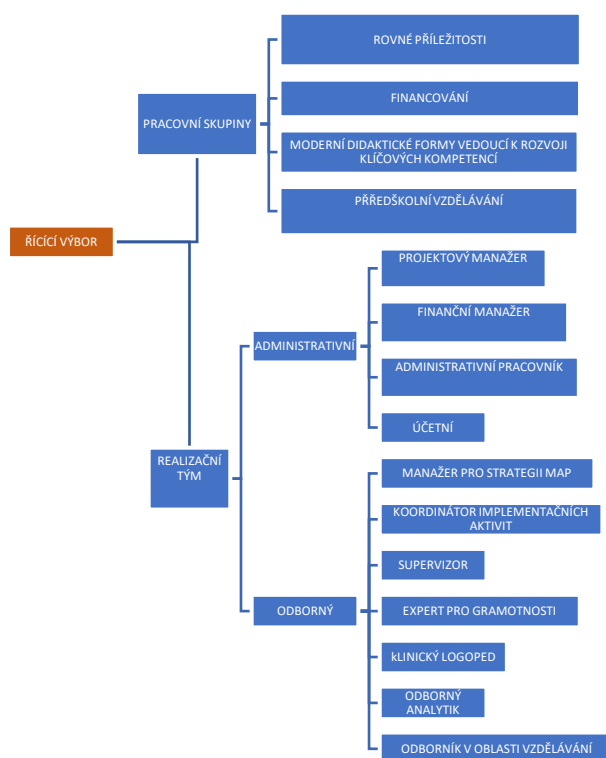 ROVNÉ PŘÍLEŽITOSTI
FINANCOVÁNÍ
PRACOVNÍ SKUPINY
MODERNÍ DIDAKTICKÉ FORMY VEDOUCÍ K ROZVOJI
KLÍČOVÝCH KOMPETENCÍ
PŘŘEDŠKOLNÍ VZDĚLÁVÁNÍ
ŘÍCÍCÍ VÝBOR
PROJEKTOVÝ MANAŽER
FINANČNÍ MANAŽER
ADMINISTRATIVNÍ
ADMINISTRATIVNÍ PRACOVNÍK
ÚČETNÍ
REALIZAČNÍ
TÝM
MANAŽER PRO STRATEGII MAP
KOORDINÁTOR IMPLEMENTAČNÍCH
AKTIVIT
SUPERVIZOR
ODBORNÝ
EXPERT PRO GRAMOTNOSTI
kLINICKÝ LOGOPED
ODBORNÝ
ANALYTIK
ODBORNÍK V OBLASTI VZDĚLÁVÁNÍ